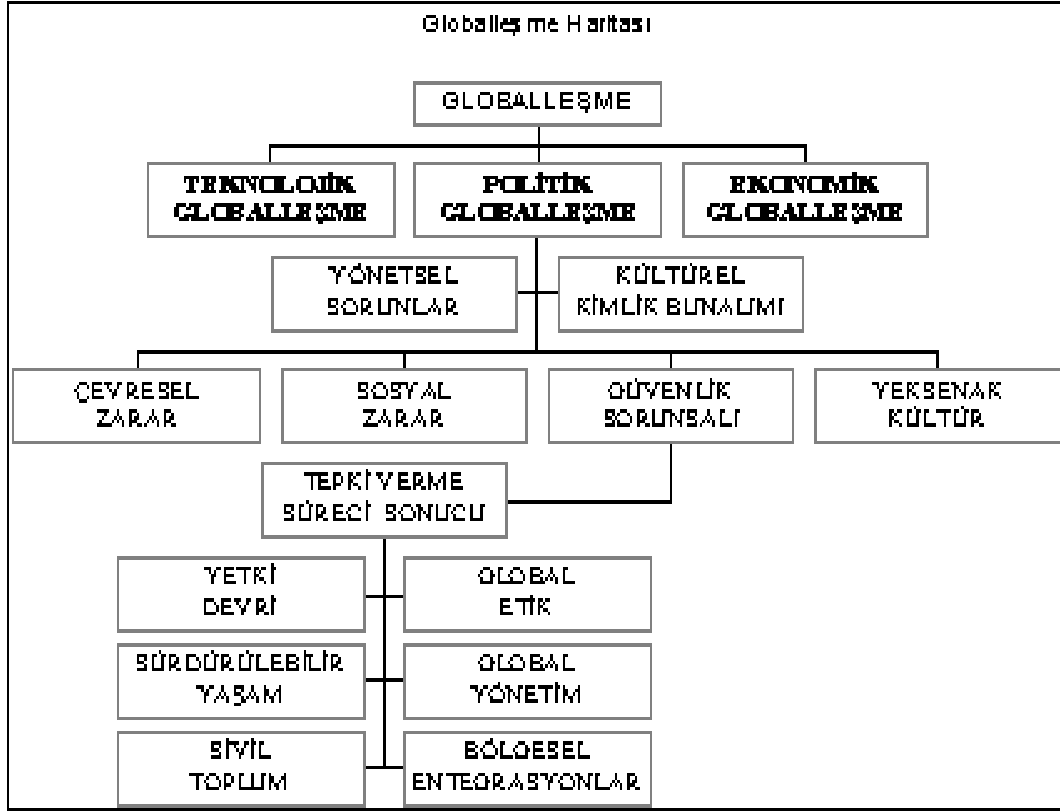 Globalleşme Haritası
GLOBALLEŞME
TEKNOLOJİK
GLOBALLEŞME
POLİTİK
GLOBALLEŞME
EKONOMİK
GLOBALLEŞME
YÖNETSEL
SORUNLAR
KÜLTÜREL
KİMLİK BUNALIMI
ÇEVRESEL
ZARAR
SOSYAL
ZARAR
GÜVENLİK
SORUNSALI
YEKSENAK
KÜLTÜR
TEPKİ VERME
SÜRECİ SONUCU
YETKİ
DEVRİ
GLOBAL
ETİK
SÜRDÜRÜLEBİLİR
YAŞAM
GLOBAL
YÖNETİM
SİVİL
TOPLUM
BÖLGESEL
ENTEGRASYONLAR